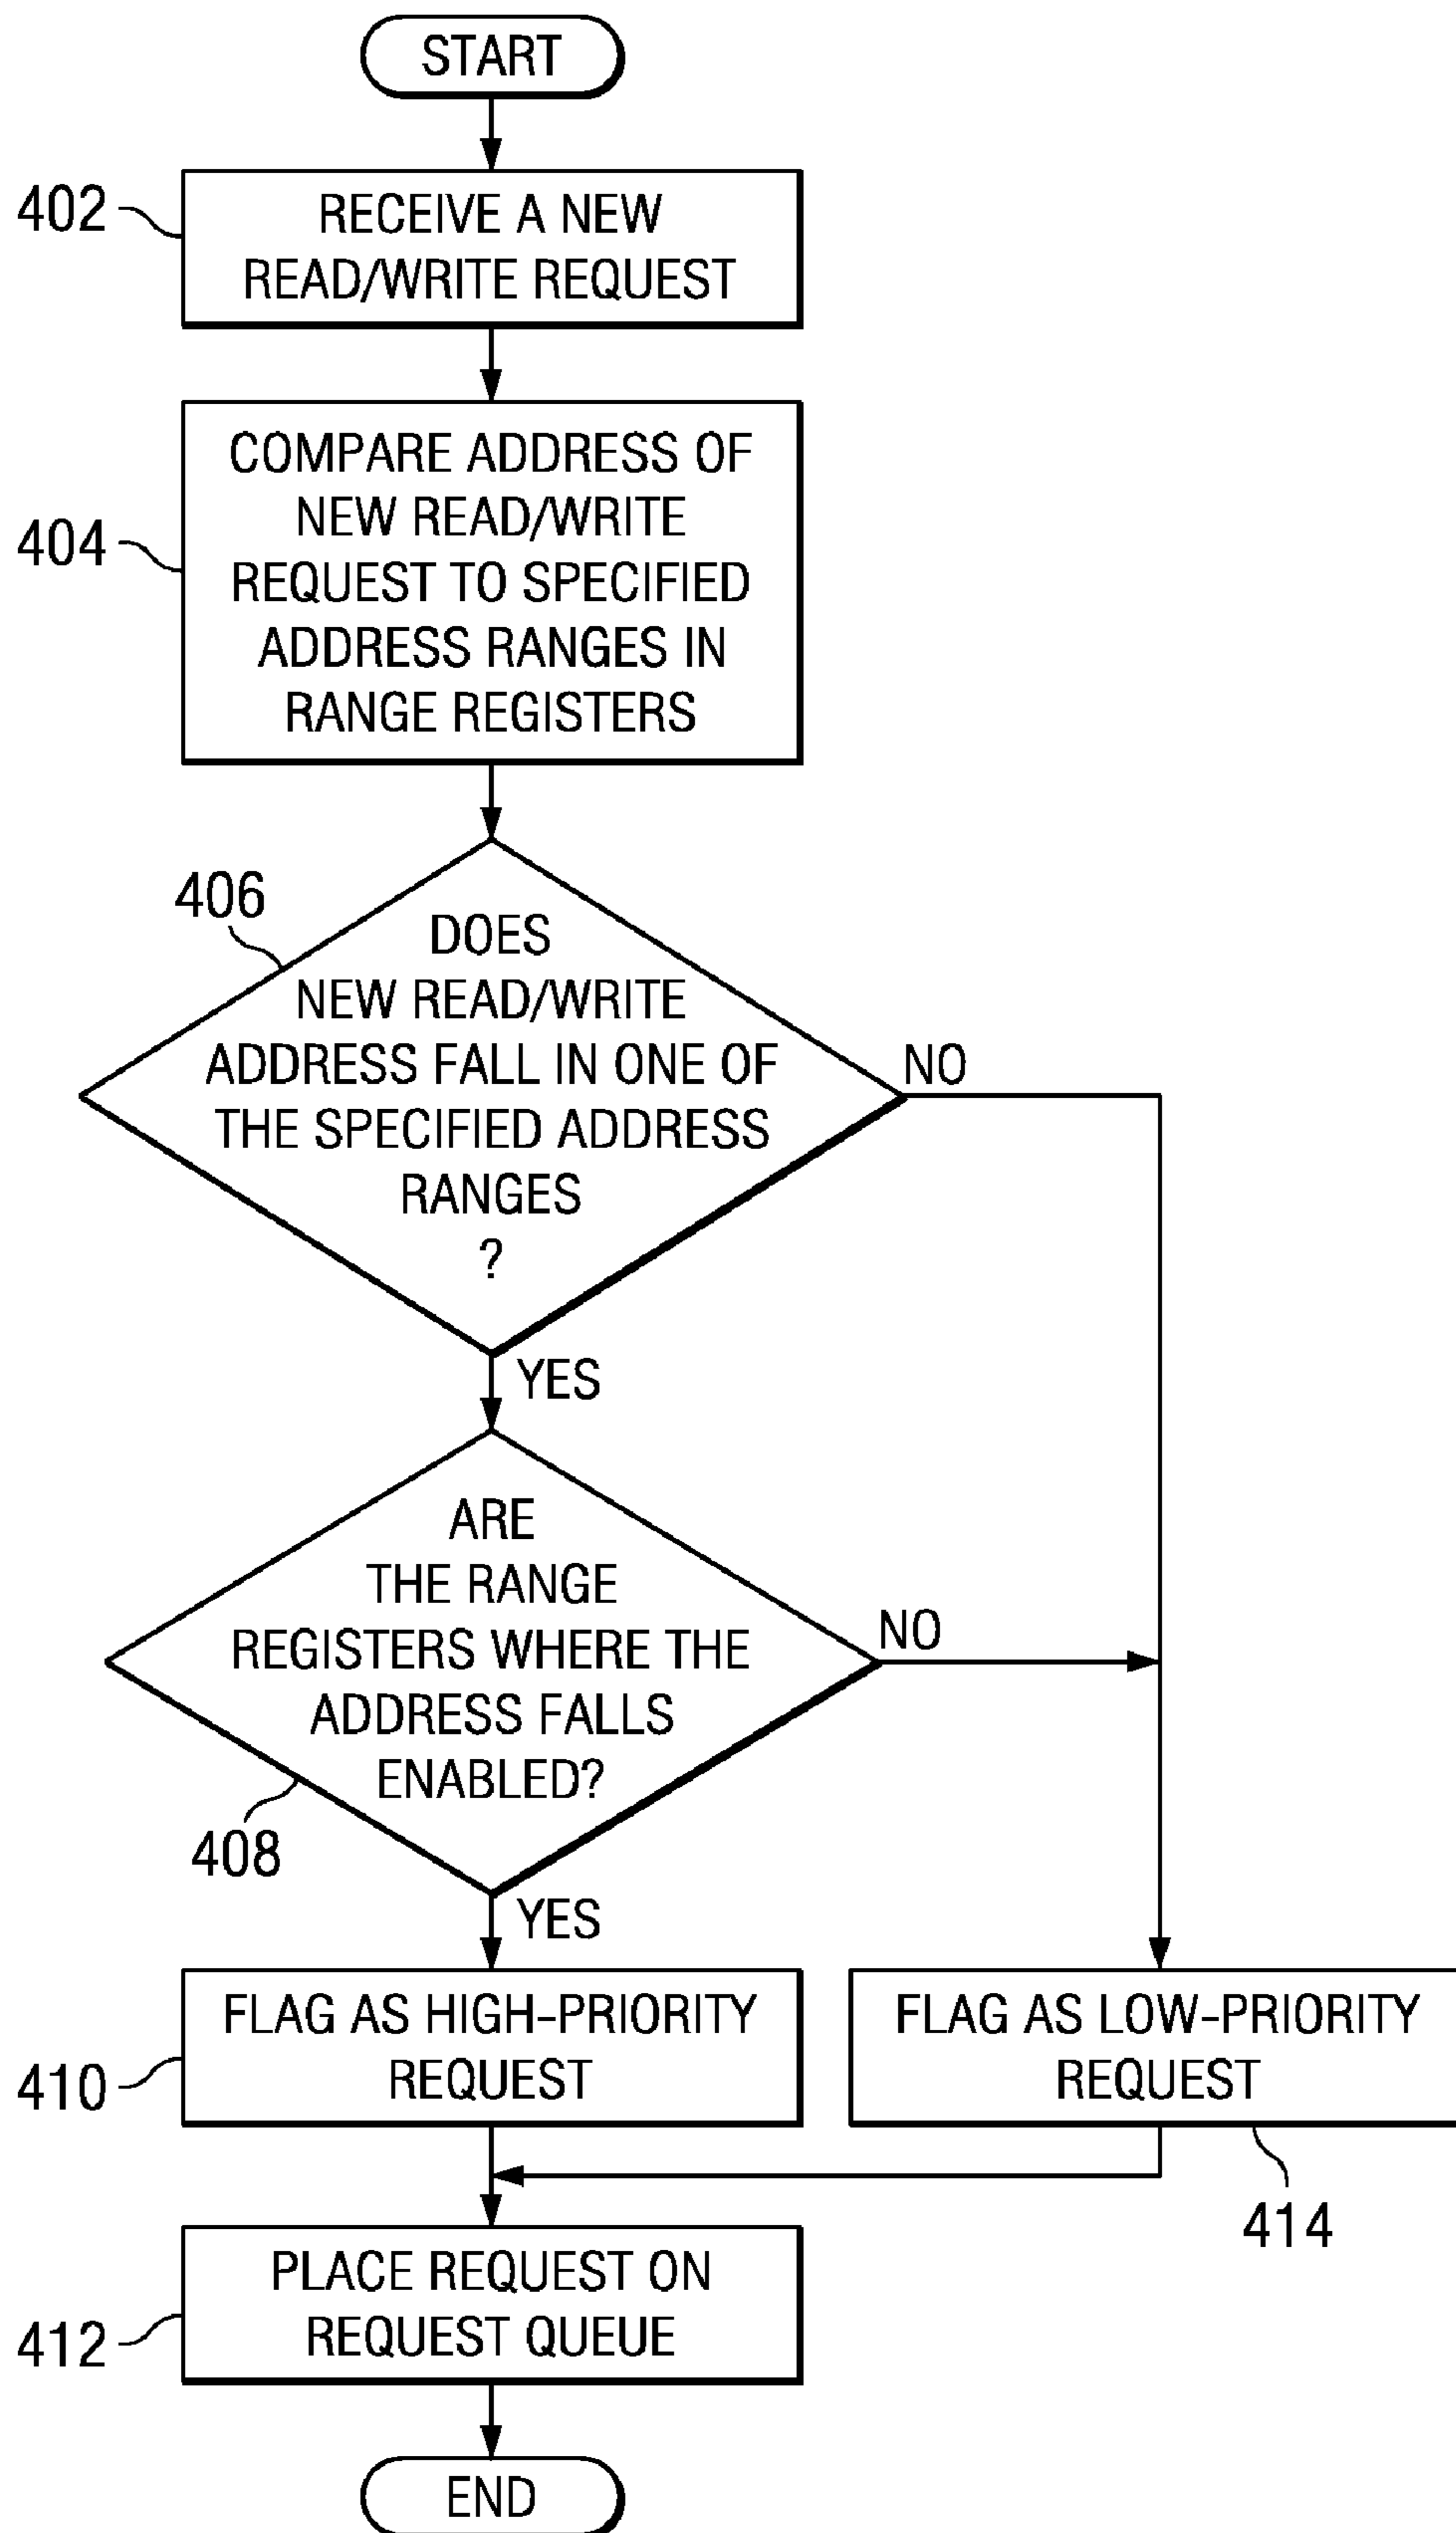 START
402
RECEIVE A NEW
READ/WRITE REQUEST
404
COMPARE ADDRESS OF
NEW READ/WRITE
REQUEST TO SPECIFIED
ADDRESS RANGES IN
RANGE REGISTERS
406
DOES
NEW READ/WRITE
ADDRESS FALL IN ONE OF
THE SPECIFIED ADDRESS
RANGES
?
NO
YES
ARE
THE RANGE
REGISTERS WHERE THE
ADDRESS FALLS
ENABLED?
NO
408
YES
FLAG AS HIGH-PRIORITY
REQUEST
410
FLAG AS LOW-PRIORITY
REQUEST
414
PLACE REQUEST ON
REQUEST QUEUE
412
END